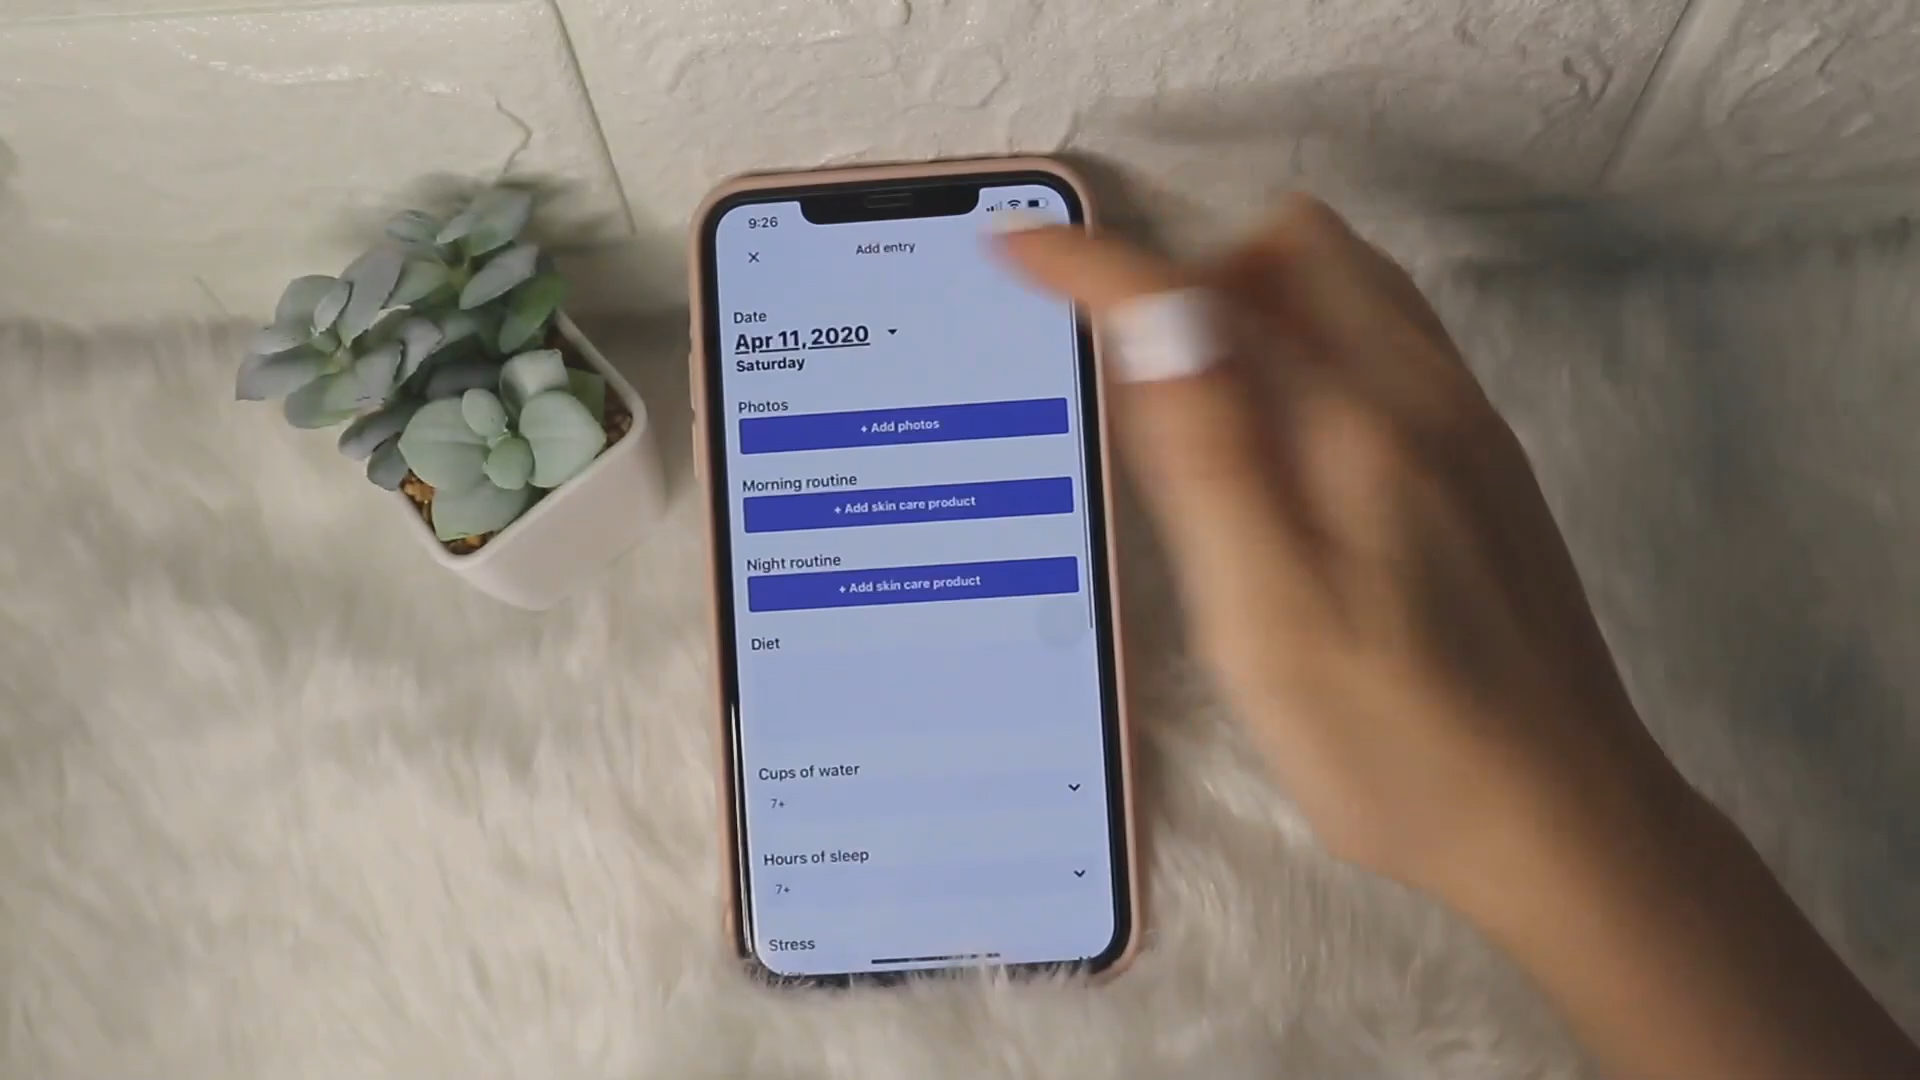 9:26
Add entry
Date
Apr 11, 2020
Saturday
Photos
+ Add photos
Morning routine
+ Add skin care product
Night routine
+ Add skin care product
Diet
Cups of water
7+
Hours of sleep
7+
Stress